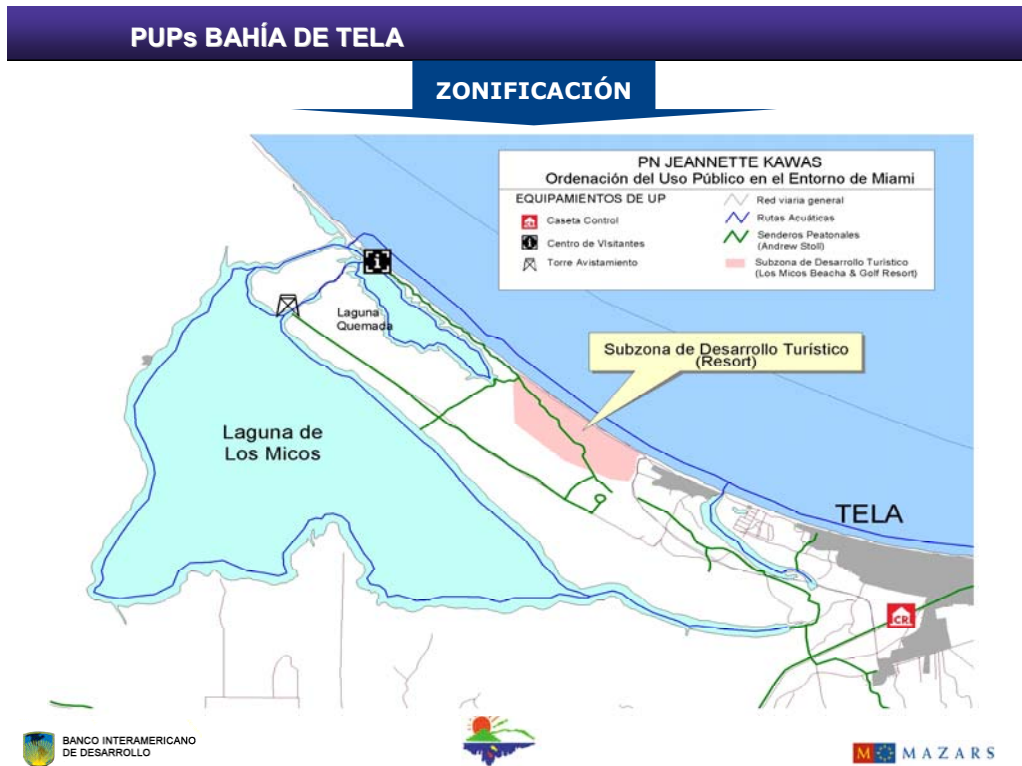 PUPs BAHÍA DE TELA
ZONIFICACIÓN
PN JEANNETTE KAWAS
Ordenación del Uso Público en el Entorno de Miami
EQUIPAMIENTOS DE UP
Caseta Control
Centro de VIsitantes
Torre Avistamiento
Red viaria general
Rutas Acuáticas
Senderos Peatonales
(Andrew Stoll)
Subzona de Desarrollo Turístico
(Los Micos Beacha & Golf Resort)
i
Laguna
Quemada
Subzona de Desarrollo Turístico
(Resort)
Laguna de
Los Micos
TELA
CR
BANCO INTERAMERICANO
DE DESARROLLO
M MAZARS